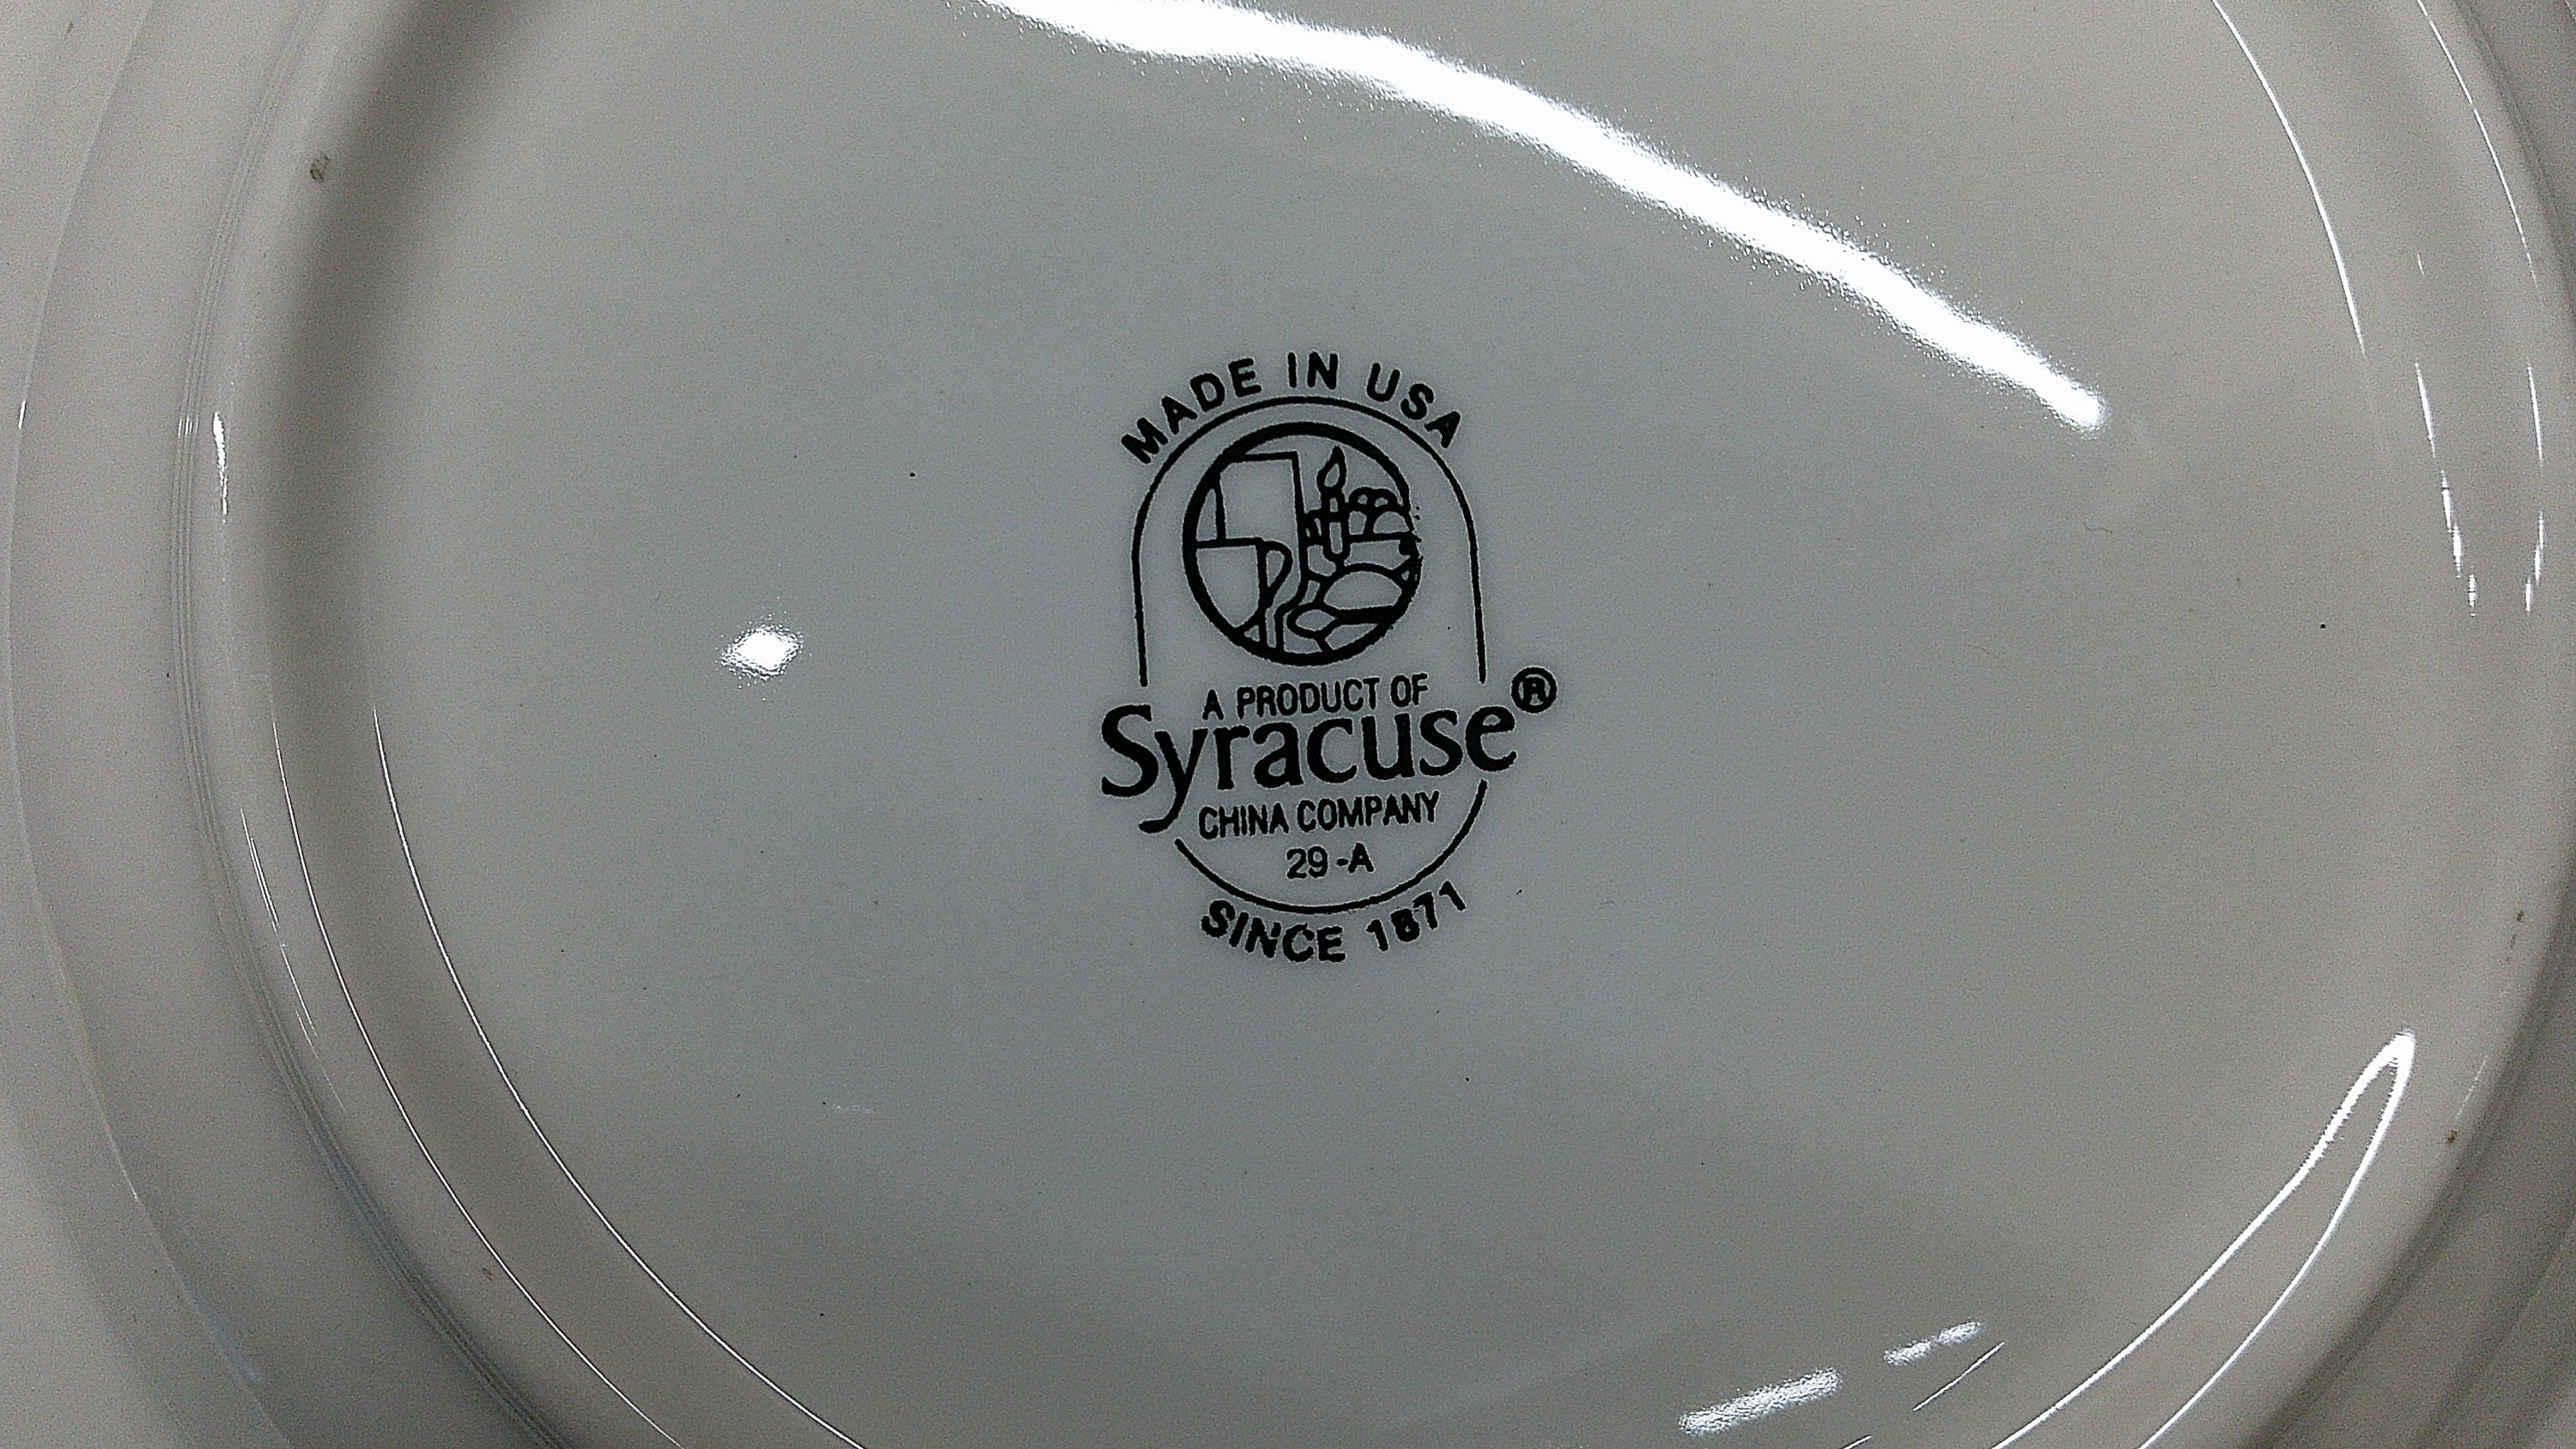 MADE IN USA
A PRODUCT OF
Syracuse®
CHINA COMPANY
29-A
SINCE 1871